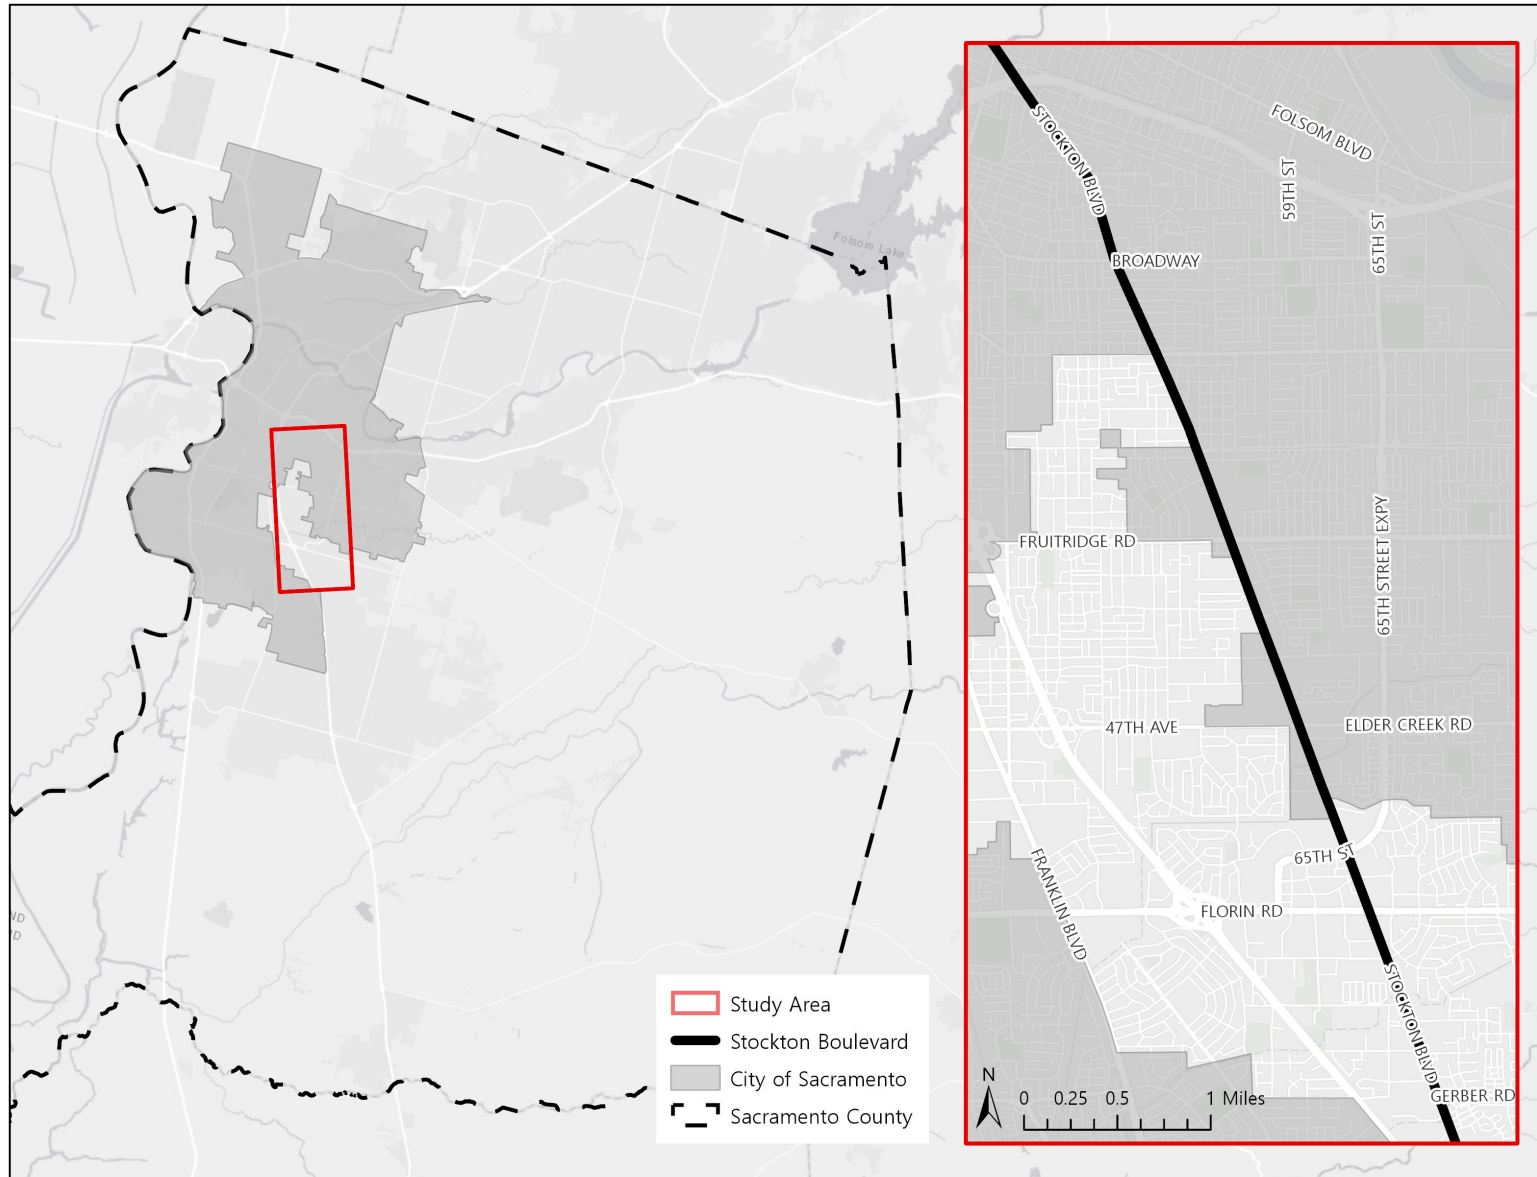 Folsom Lake
ND
D
Study Area
Stockton Boulevard
City of Sacramento
Sacramento County
STOCKTON BLVD
FOLSOM BLVD
59TH ST
65TH ST
BROADWAY
FRUITRIDGE RD
65TH STREET EXPY
47TH AVE
ELDER CREEK RD
65TH ST
FRANKLIN BLVD
FLORIN RD
STOCKTON BLVD
GERBER RD
N
0 0.25 0.5 1 Miles